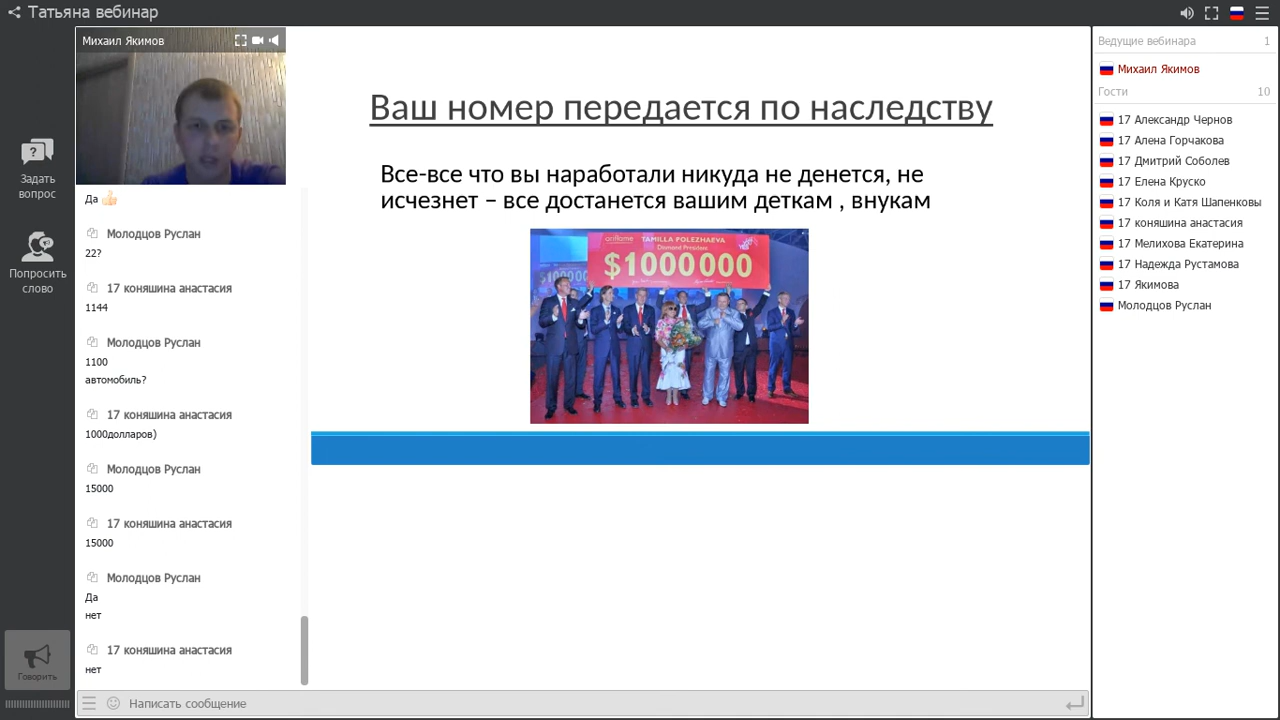 Татьяна вебинар
Михаил Якимов
Задать
вопрос
Попросить
слово
Говорить
Да
Молодцов Руслан
22?
17 коняшина анастасия
1144
Молодцов Руслан
1100
автомобиль?
17 коняшина анастасия
1000долларов)
Молодцов Руслан
15000
17 коняшина анастасия
15000
Молодцов Руслан
Да
нет
17 коняшина анастасия
нет
Написать сообщение
Ваш номер передается по наследству
Все-все что вы наработали никуда не денется, не
исчезнет – все достанется вашим деткам , внукам
oriflame
TAMILLA POLEZHAEVA
Diamond President
$1000000
Ведущие вебинара 1
Михаил Якимов
Гости 10
17 Александр Чернов
17 Алена Горчакова
17 Дмитрий Соболев
17 Елена Круско
17 Коля и Катя Шапенковы
17 коняшина анастасия
17 Мелихова Екатерина
17 Надежда Рустамова
17 Якимова
Молодцов Руслан